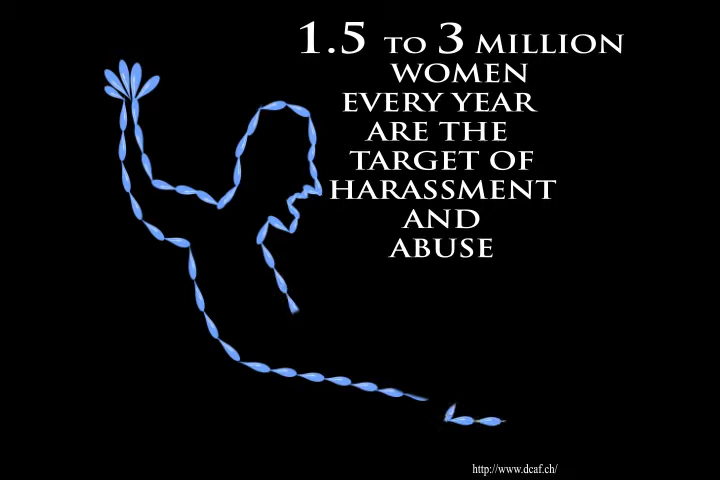 1.5 TO 3 MILLION
WOMEN
EVERY YEAR
ARE THE
TARGET OF
HARASSMENT
AND
ABUSE
http://www.dcaf.ch/